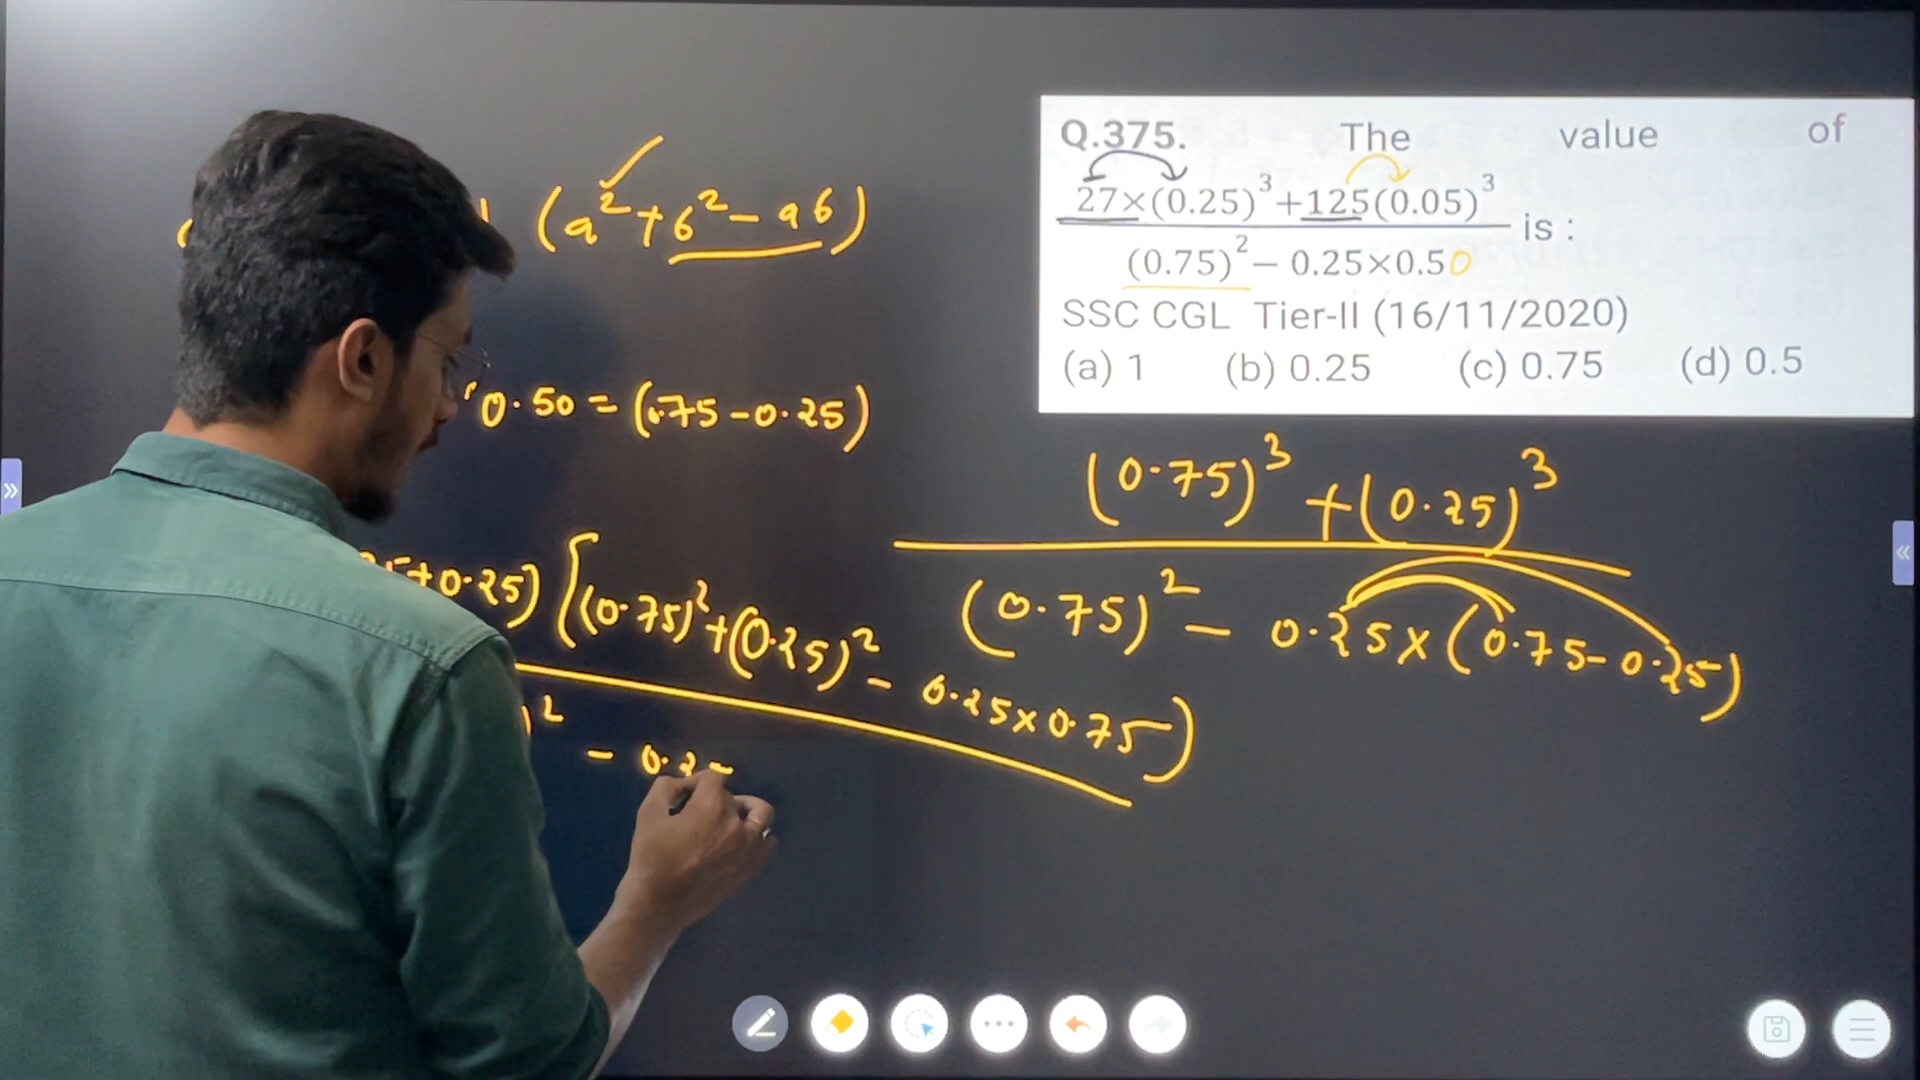 (a²+b²-ab)
0.50 = (0.75-0.25)
+0.25) [(0.75)²+(0.25)² - 0.25×0.75)
)² - 0.25
Q.375. The value of
27×(0.25)³+125(0.05)³
is :
(0.75)²- 0.25×0.50
SSC CGL Tier-II (16/11/2020)
(a) 1 (b) 0.25 (c) 0.75 (d) 0.5
(0.75)³ + (0.25)³
(0.75)² - 0.25×(0.75-0.25)